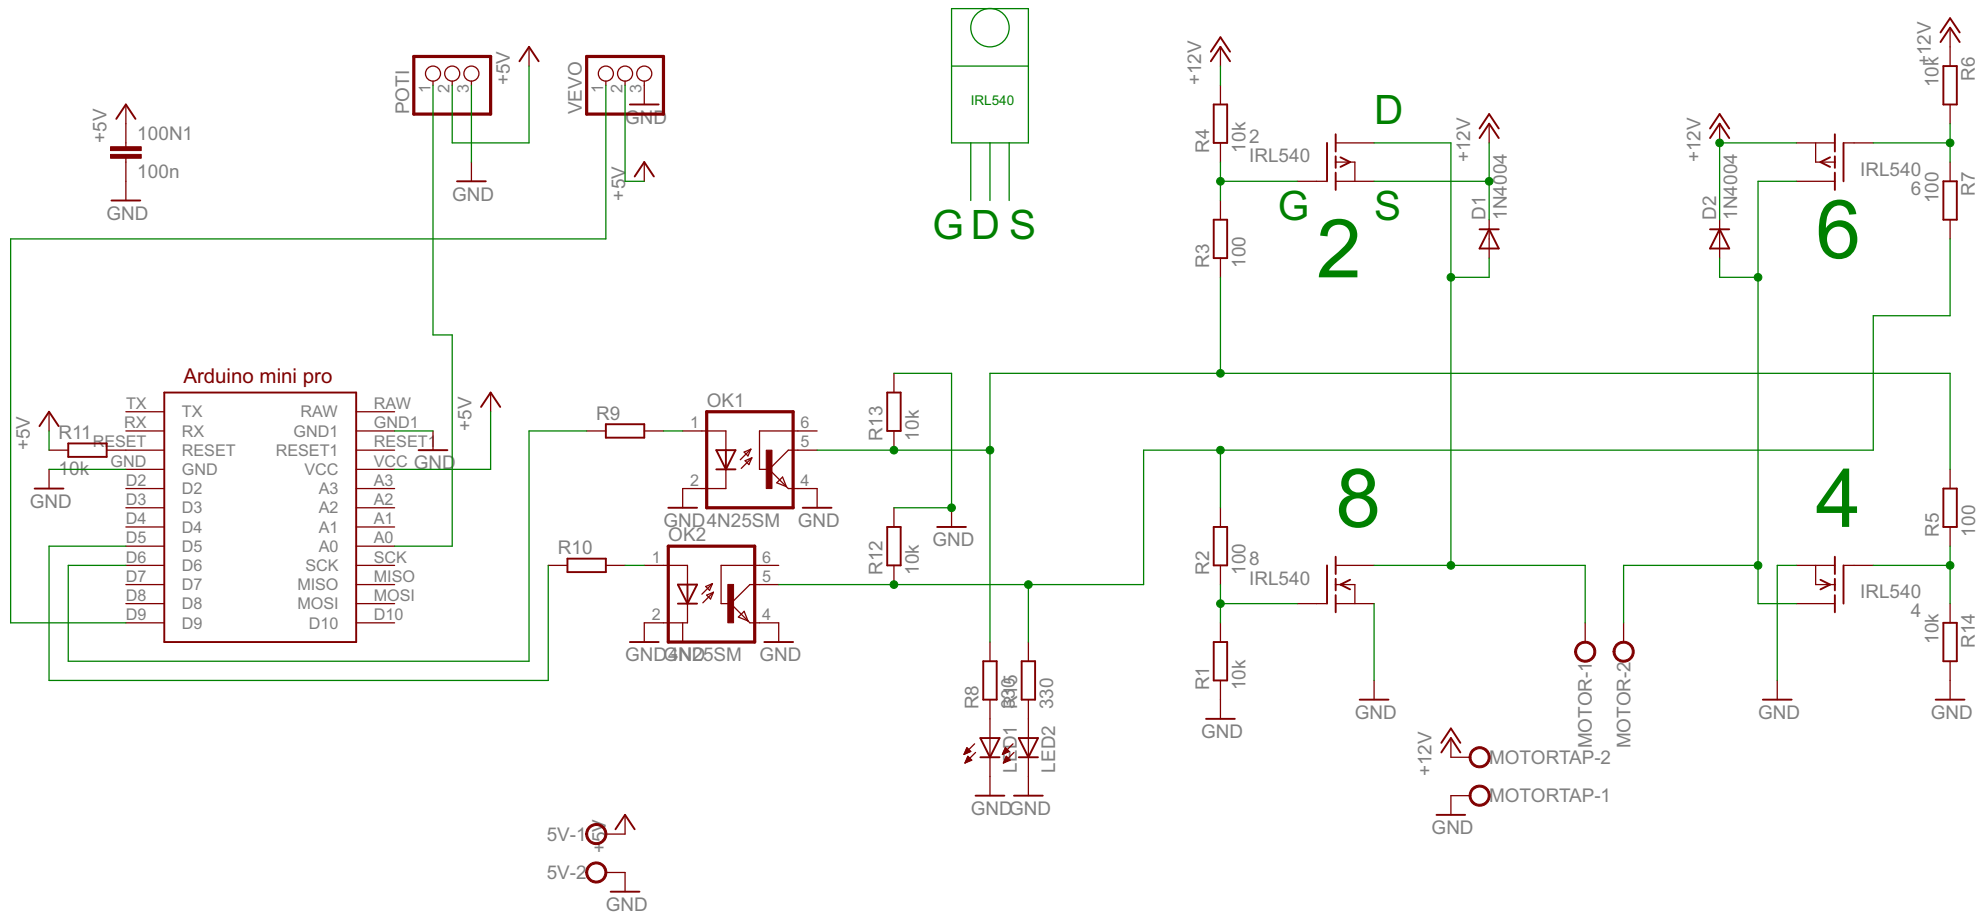 +5V
100N1
100n
GND
POTI
1
2
3
+5V
GND
VEVO
1
2
3
GND
+5V
IRL540
G D S
+12V
R4
10k
2
IRL540
D
G
S
2
R3
100
+12V
D1
1N4004
+12V
D2
1N4004
6
IRL540
6
+12V
10k
R6
100
R7
Arduino mini pro
TX
RX
RESET
GND
D2
D3
D4
D5
D6
D7
D8
D9
TX
RX
RESET
GND
D2
D3
D4
D5
D6
D7
D8
D9
RAW
GND1
RESET1
VCC
A3
A2
A1
A0
SCK
MISO
MOSI
D10
RAW
GND1
RESET1
VCC
A3
A2
A1
A0
SCK
MISO
MOSI
D10
+5V
R11
10k
GND
GND
+5V
R9
OK1
1
2
6
5
4
GND
4N25SM
GND
R10
OK2
1
2
6
5
4
GND
GND
4N25SM
GND
R13
10k
R12
10k
GND
R8
330
R15
330
LED1
LED2
GND
GND
8
R2
100
8
IRL540
R1
10k
GND
GND
4
R5
100
IRL540
4
10k
R14
GND
GND
MOTOR-1
MOTOR-2
+12V
MOTORTAP-2
MOTORTAP-1
GND
5V-1
+5V
5V-2
GND